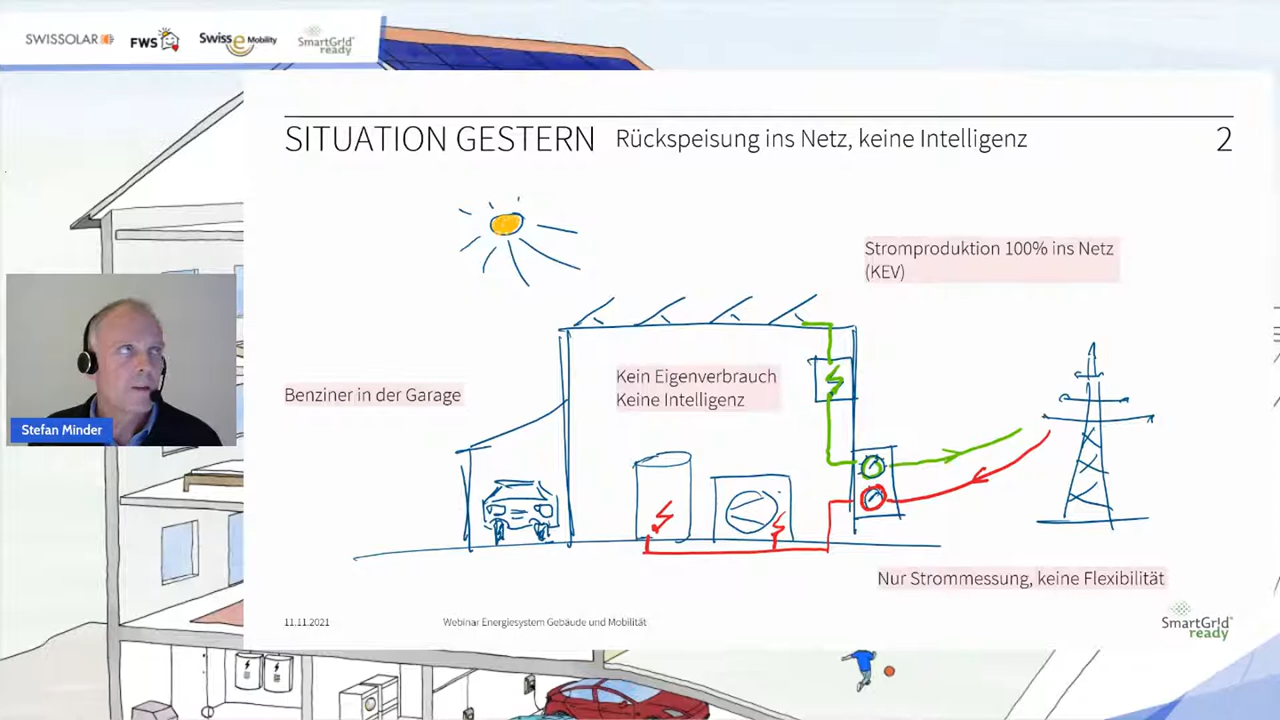 SWISSOLAR
FWS
Swiss eMobility
SmartGrid
ready
SITUATION GESTERN Rückspeisung ins Netz, keine Intelligenz 2
Stromproduktion 100% ins Netz
(KEV)
Kein Eigenverbrauch
Keine Intelligenz
Benziner in der Garage
Stefan Minder
Nur Strommessung, keine Flexibilität
11.11.2021 Webinar Energiesystem Gebäude und Mobilität
SmartGrid
ready